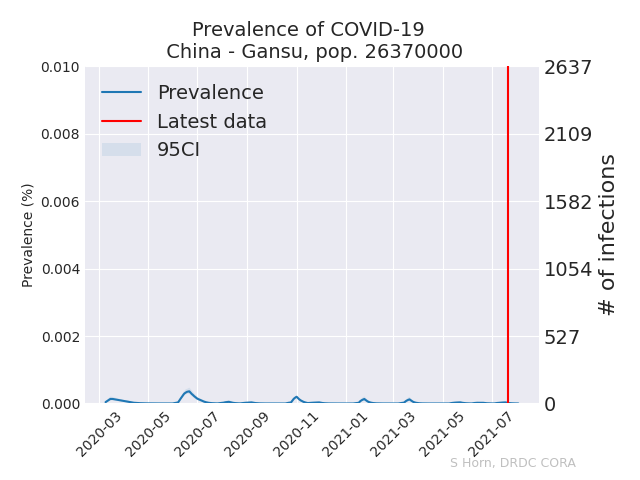 Prevalence of COVID-19
China - Gansu, pop. 26370000
Prevalence
Latest data
95CI
0.010
0.008
0.006
0.004
0.002
0.000
Prevalence (%)
2637
2109
1582
1054
527
0
# of infections
2020-03
2020-05
2020-07
2020-09
2020-11
2021-01
2021-03
2021-05
2021-07
S Horn, DRDC CORA